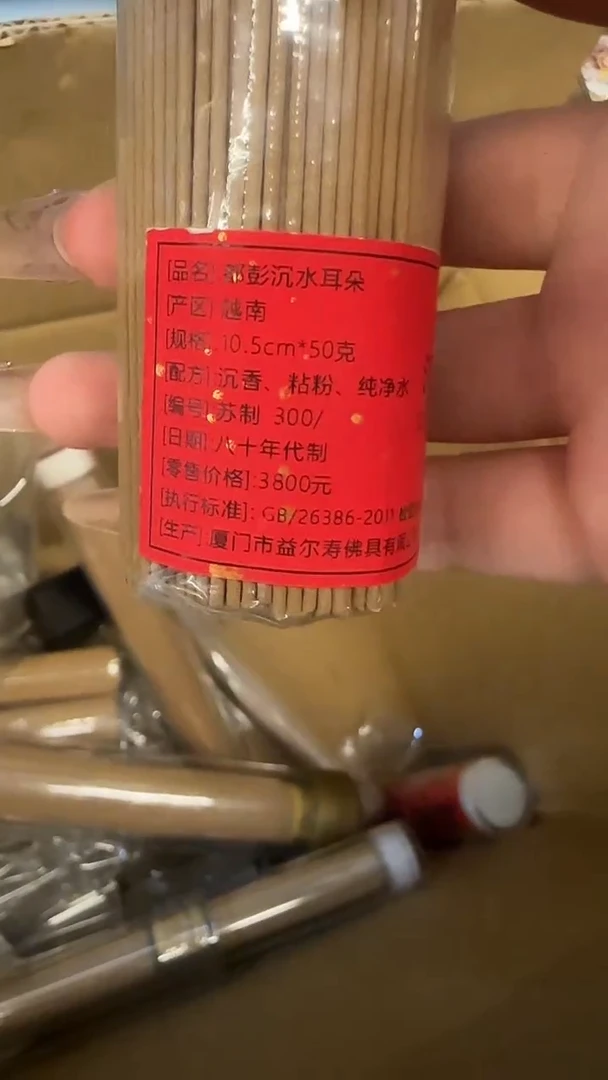 [品名]:都彭沉水耳朵
[产区]:越南
[规格]:10.5cm*50克
[配方]:沉香、粘粉、纯净水
[编号]:苏制 300/
[日期]:八十年代制
[零售价格]:3800元
[执行标准]: GB/26386-2011
[生产]:厦门市益尔寿佛具有限